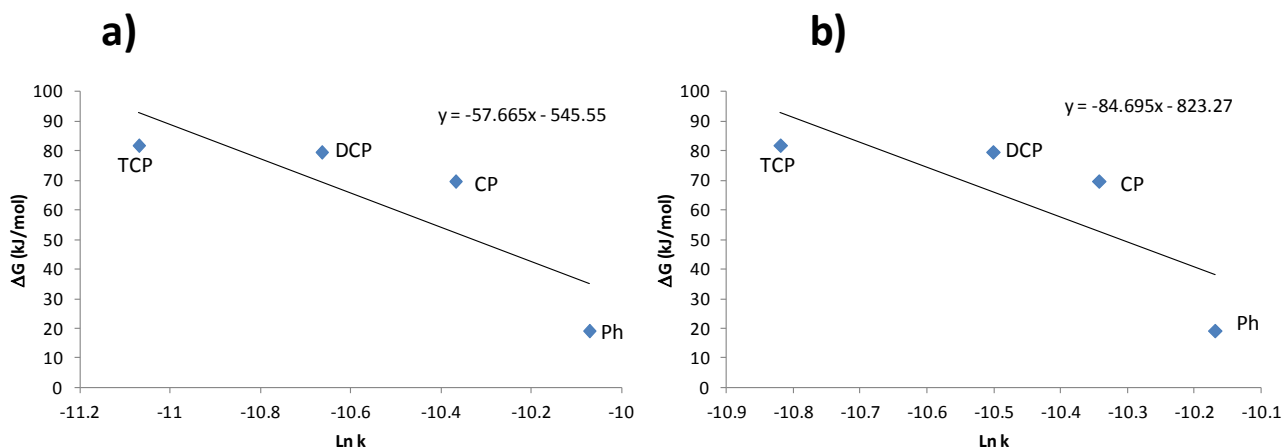 a)
y = -57.665x - 545.55
ΔG (kJ/mol)
100
90
80
70
60
50
40
30
20
10
0
TCP
DCP
CP
Ph
-11.2
-11
-10.8
-10.6
-10.4
-10.2
-10
Ln k
b)
y = -84.695x - 823.27
ΔG (kJ/mol)
100
90
80
70
60
50
40
30
20
10
0
TCP
DCP
CP
Ph
-10.9
-10.8
-10.7
-10.6
-10.5
-10.4
-10.3
-10.2
-10.1
Ln k